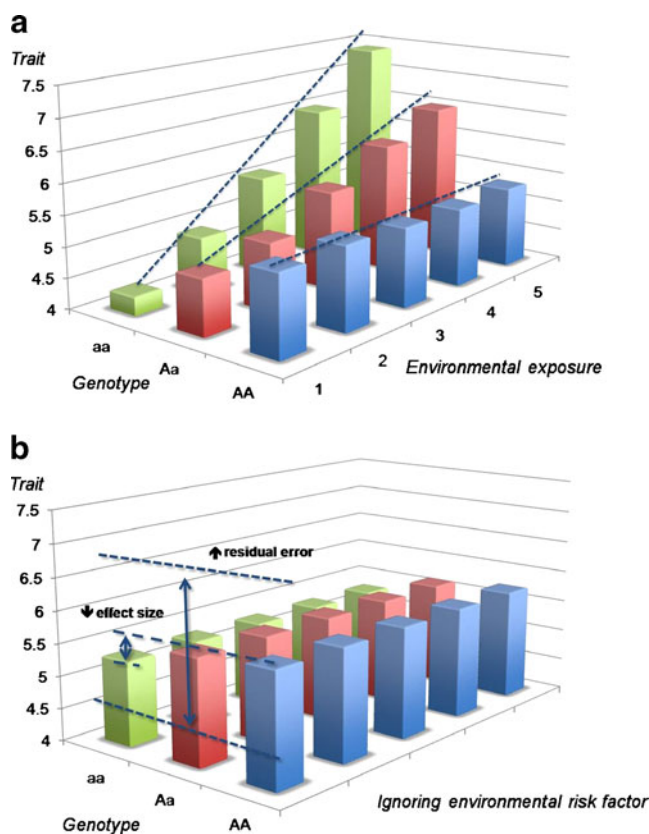 a
Trait
7.5
7
6.5
6
5.5
5
4.5
4
aa
Aa
AA
Genotype
1
2
3
4
5
Environmental exposure
b
Trait
7.5
7
6.5
6
5.5
5
4.5
4
residual error
effect size
aa
Aa
AA
Genotype
Ignoring environmental risk factor